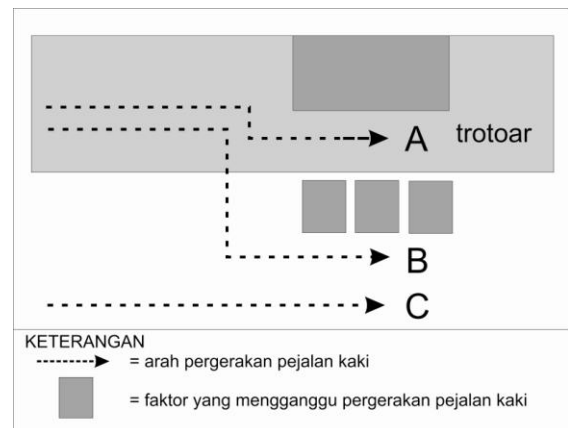 A trotoar
B
C
KETERANGAN
= arah pergerakan pejalan kaki
= faktor yang mengganggu pergerakan pejalan kaki